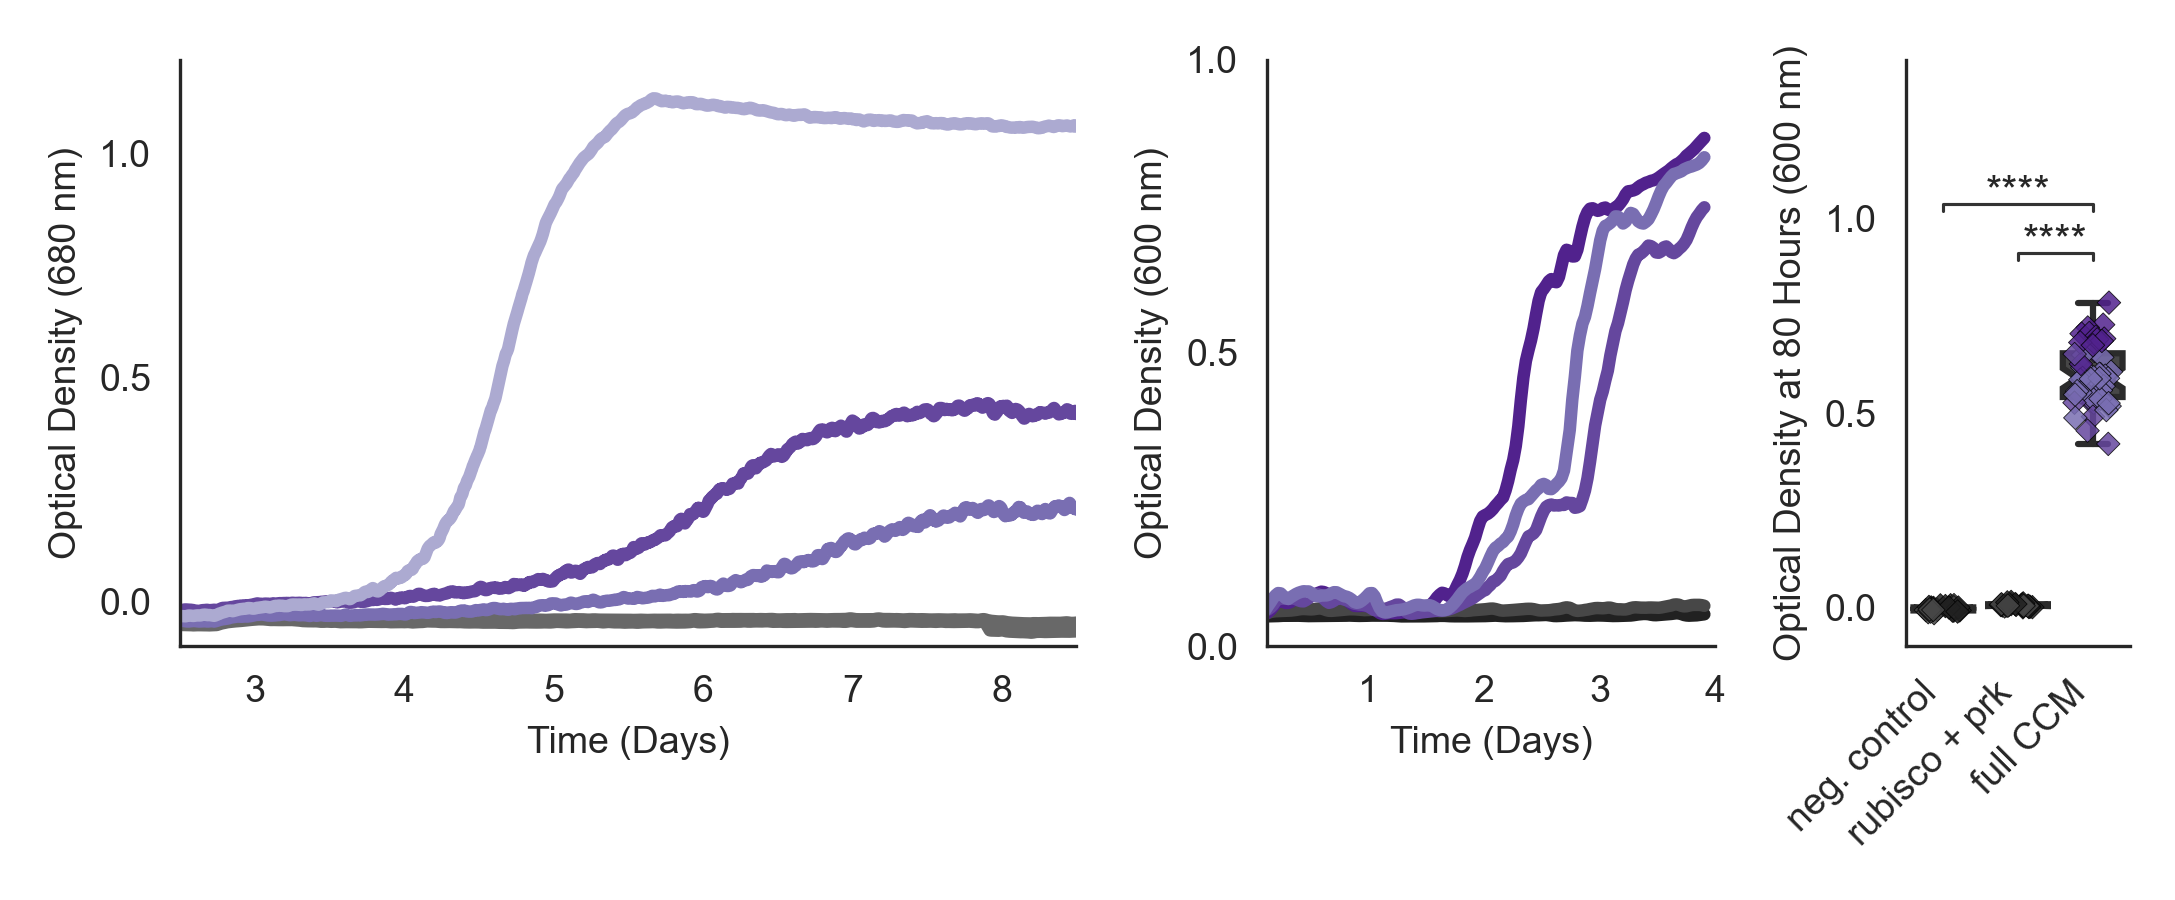 Optical Density (680 nm)
1.0
0.5
0.0
3 4 5 6 7 8
Time (Days)
Optical Density (600 nm)
1.0
0.5
0.0
1 2 3 4
Time (Days)
Optical Density at 80 Hours (600 nm)
1.0
0.5
0.0
****
****
neg. control
rubisco + prk
full CCM